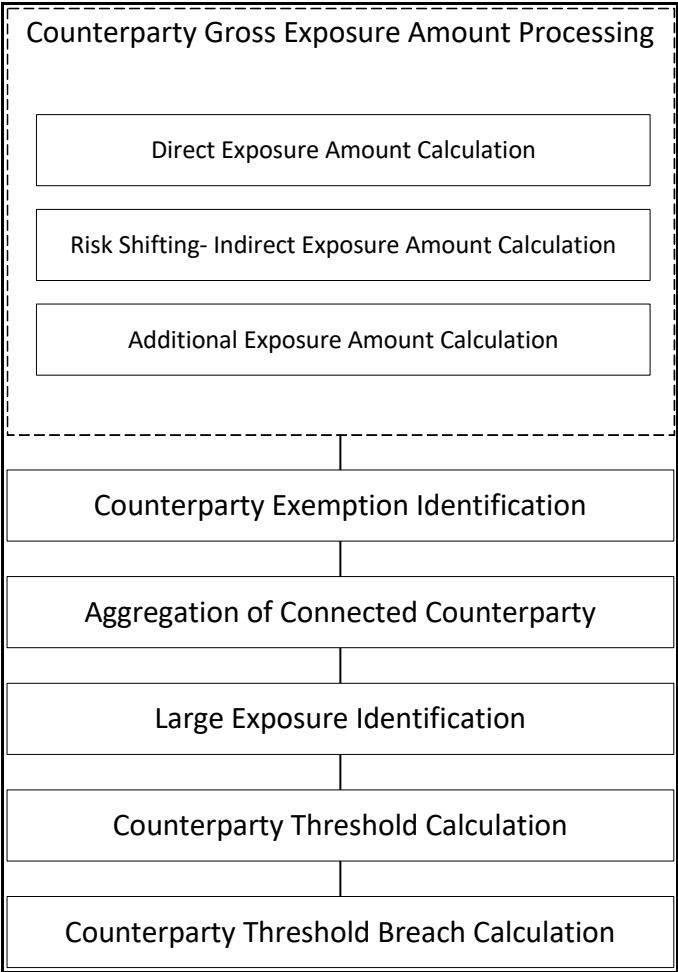 Counterparty Gross Exposure Amount Processing
Direct Exposure Amount Calculation
Risk Shifting- Indirect Exposure Amount Calculation
Additional Exposure Amount Calculation
Counterparty Exemption Identification
Aggregation of Connected Counterparty
Large Exposure Identification
Counterparty Threshold Calculation
Counterparty Threshold Breach Calculation